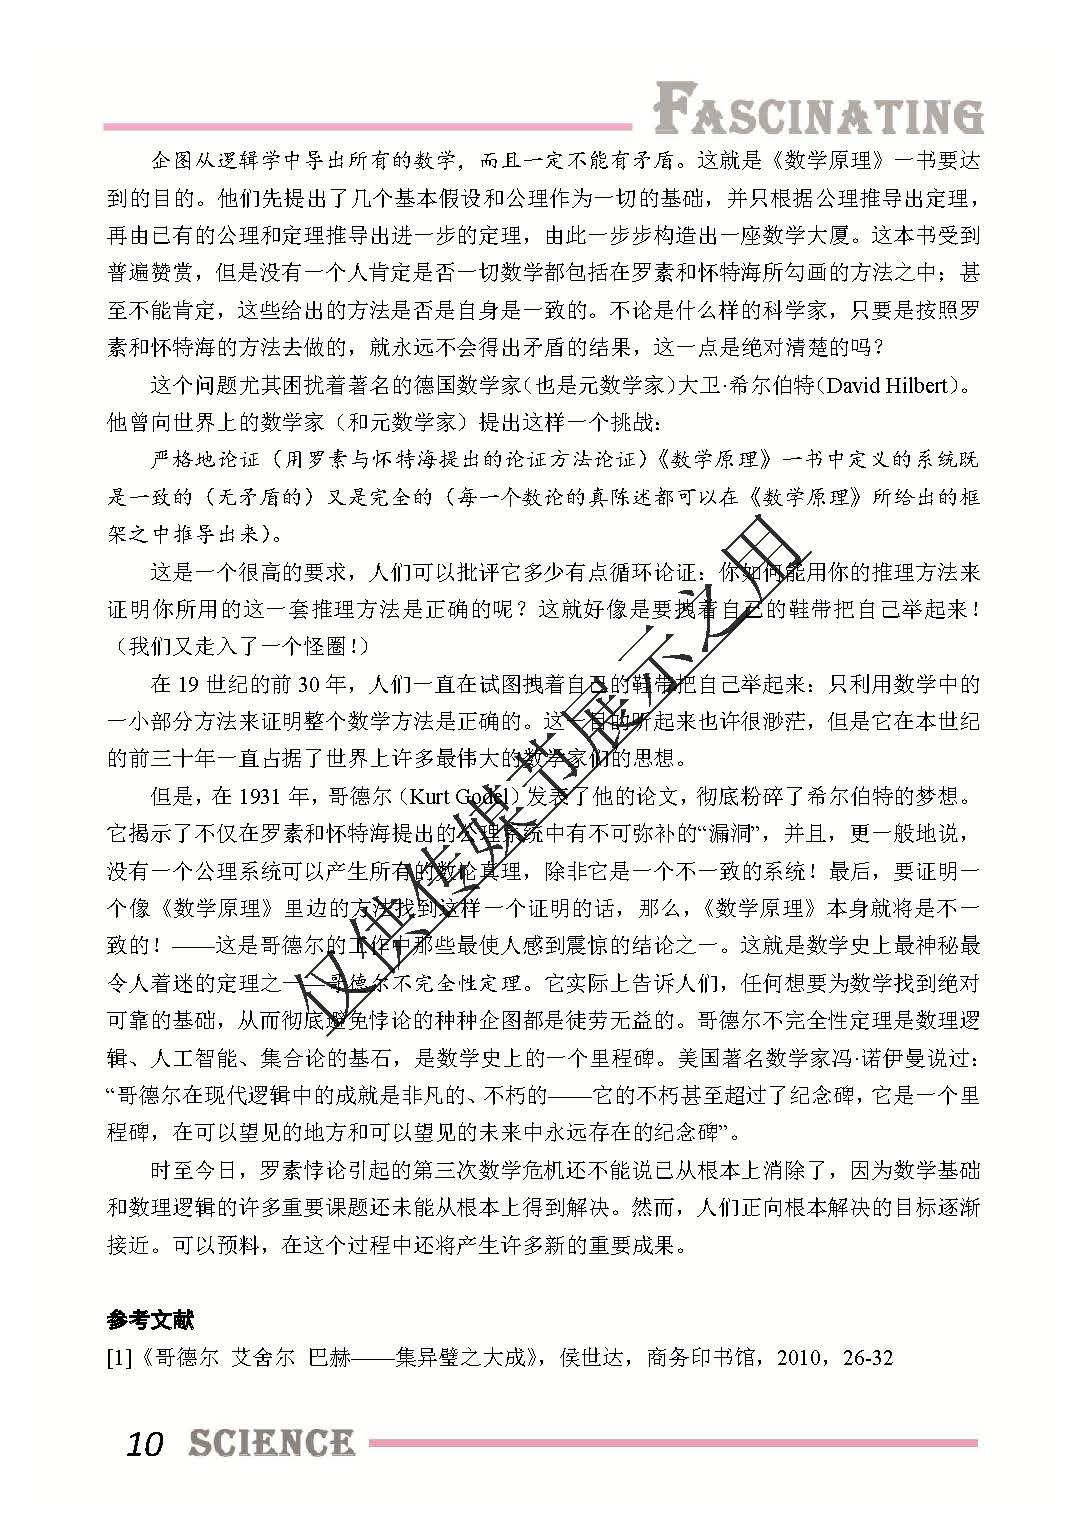 FASCINATING
企图从逻辑学中导出所有的数学，而且一定不能有矛盾。这就是《数学原理》一书要达
到的目的。他们先提出了几个基本假设和公理作为一切的基础，并只根据公理推导出定理，
再由已有的公理和定理推导出进一步的定理，由此一步步构造出一座数学大厦。这本书受到
普遍赞赏，但是没有一个人肯定是否一切数学都包括在罗素和怀特海所勾画的方法之中；甚
至不能肯定，这些给出的方法是否是自身是一致的。不论是什么样的科学家，只要是按照罗
素和怀特海的方法去做的，就永远不会得出矛盾的结果，这一点是绝对清楚的吗？
这个问题尤其困扰着著名的德国数学家（也是元数学家）大卫·希尔伯特（David Hilbert）。
他曾向世界上的数学家（和元数学家）提出这样一个挑战：
严格地论证（用罗素与怀特海提出的论证方法论证）《数学原理》一书中定义的系统既
是一致的（无矛盾的）又是完全的（每一个数论的真陈述都可以在《数学原理》所给出的框
架之中推导出来）。
这是一个很高的要求，人们可以批评它多少有点循环论证：你如何能用你的推理方法来
证明你所用的这一套推理方法是正确的呢？这就好像是要拽着自己的鞋带把自己举起来！
（我们又走入了一个怪圈！）
在 19 世纪的前 30 年，人们一直在试图拽着自己的鞋带把自己举起来：只利用数学中的
一小部分方法来证明整个数学方法是正确的。这一目的听起来也许很渺茫，但是它在本世纪
的前三十年一直占据了世界上许多最伟大的数学家们的思想。
但是，在 1931 年，哥德尔（Kurt Godel）发表了他的论文，彻底粉碎了希尔伯特的梦想。
它揭示了不仅在罗素和怀特海提出的公理系统中有不可弥补的“漏洞”，并且，更一般地说，
没有一个公理系统可以产生所有的数论真理，除非它是一个不一致的系统！最后，要证明一
个像《数学原理》里边的方法找到这样一个证明的话，那么，《数学原理》本身就将是不一
致的！——这是哥德尔的工作中那些最使人感到震惊的结论之一。这就是数学史上最神秘最
令人着迷的定理之一——哥德尔不完全性定理。它实际上告诉人们，任何想要为数学找到绝对
可靠的基础，从而彻底避免悖论的种种企图都是徒劳无益的。哥德尔不完全性定理是数理逻
辑、人工智能、集合论的基石，是数学史上的一个里程碑。美国著名数学家冯·诺伊曼说过：
“哥德尔在现代逻辑中的成就是非凡的、不朽的——它的不朽甚至超过了纪念碑，它是一个里
程碑，在可以望见的地方和可以望见的未来中永远存在的纪念碑”。
时至今日，罗素悖论引起的第三次数学危机还不能说已从根本上消除了，因为数学基础
和数理逻辑的许多重要课题还未能从根本上得到解决。然而，人们正向根本解决的目标逐渐
接近。可以预料，在这个过程中还将产生许多新的重要成果。
参考文献
[1]《哥德尔 艾舍尔 巴赫——集异璧之大成》，侯世达，商务印书馆，2010，26-32
10 SCIENCE
仅供传媒节展示之用